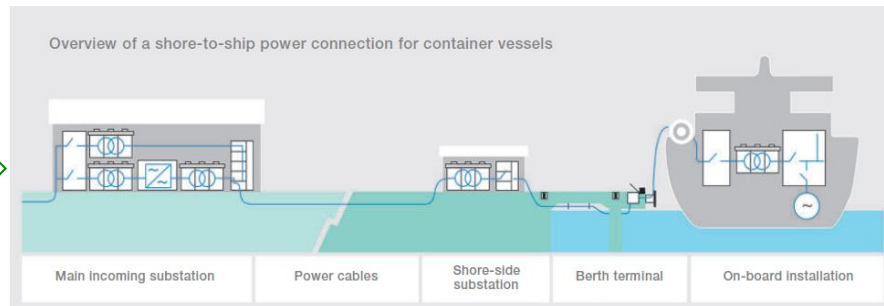 Overview of a shore-to-ship power connection for container vessels
Main incoming substation
Power cables
Shore-side
substation
Berth terminal
On-board installation